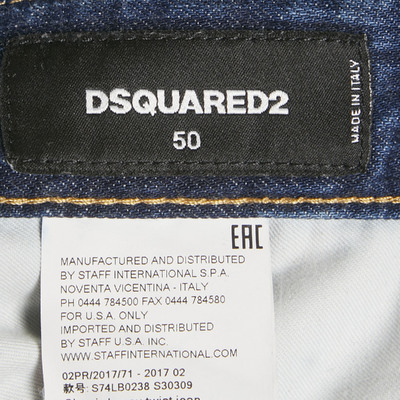 DSQUARED2
50
MADE IN ITALY
EAC
MANUFACTURED AND DISTRIBUTED
BY STAFF INTERNATIONAL S.P.A.
NOVENTA VICENTINA - ITALY
PH 0444 784500 FAX 0444 784580
FOR U.S.A. ONLY
IMPORTED AND DISTRIBUTED
BY STAFF U.S.A. INC.
WWW.STAFFINTERNATIONAL.COM
02PR/2017/71 - 2017 02
款号: S74LB0238 S30309